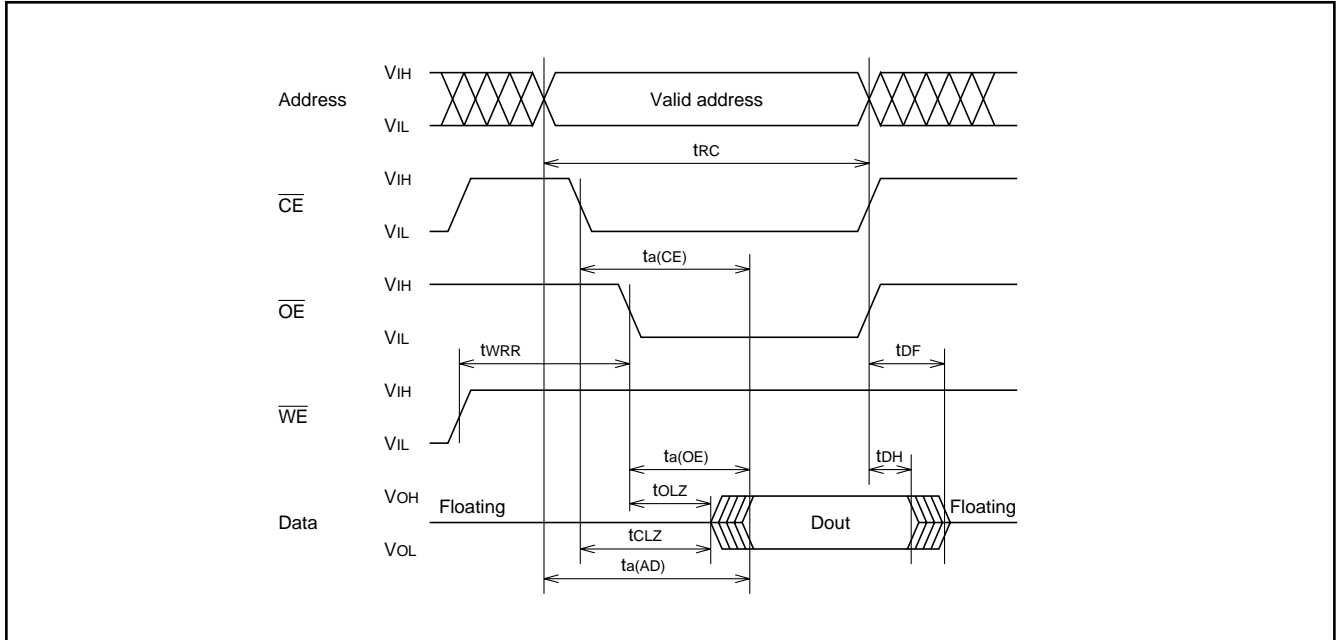 VIH
Address
Valid address
VIL
tRC
VIH
CE
VIL
ta(CE)
VIH
OE
VIL
tWRR
tDF
VIH
WE
VIL
ta(OE)
tDH
tOLZ
VOH
Floating
Floating
Data
Dout
tCLZ
VOL
ta(AD)